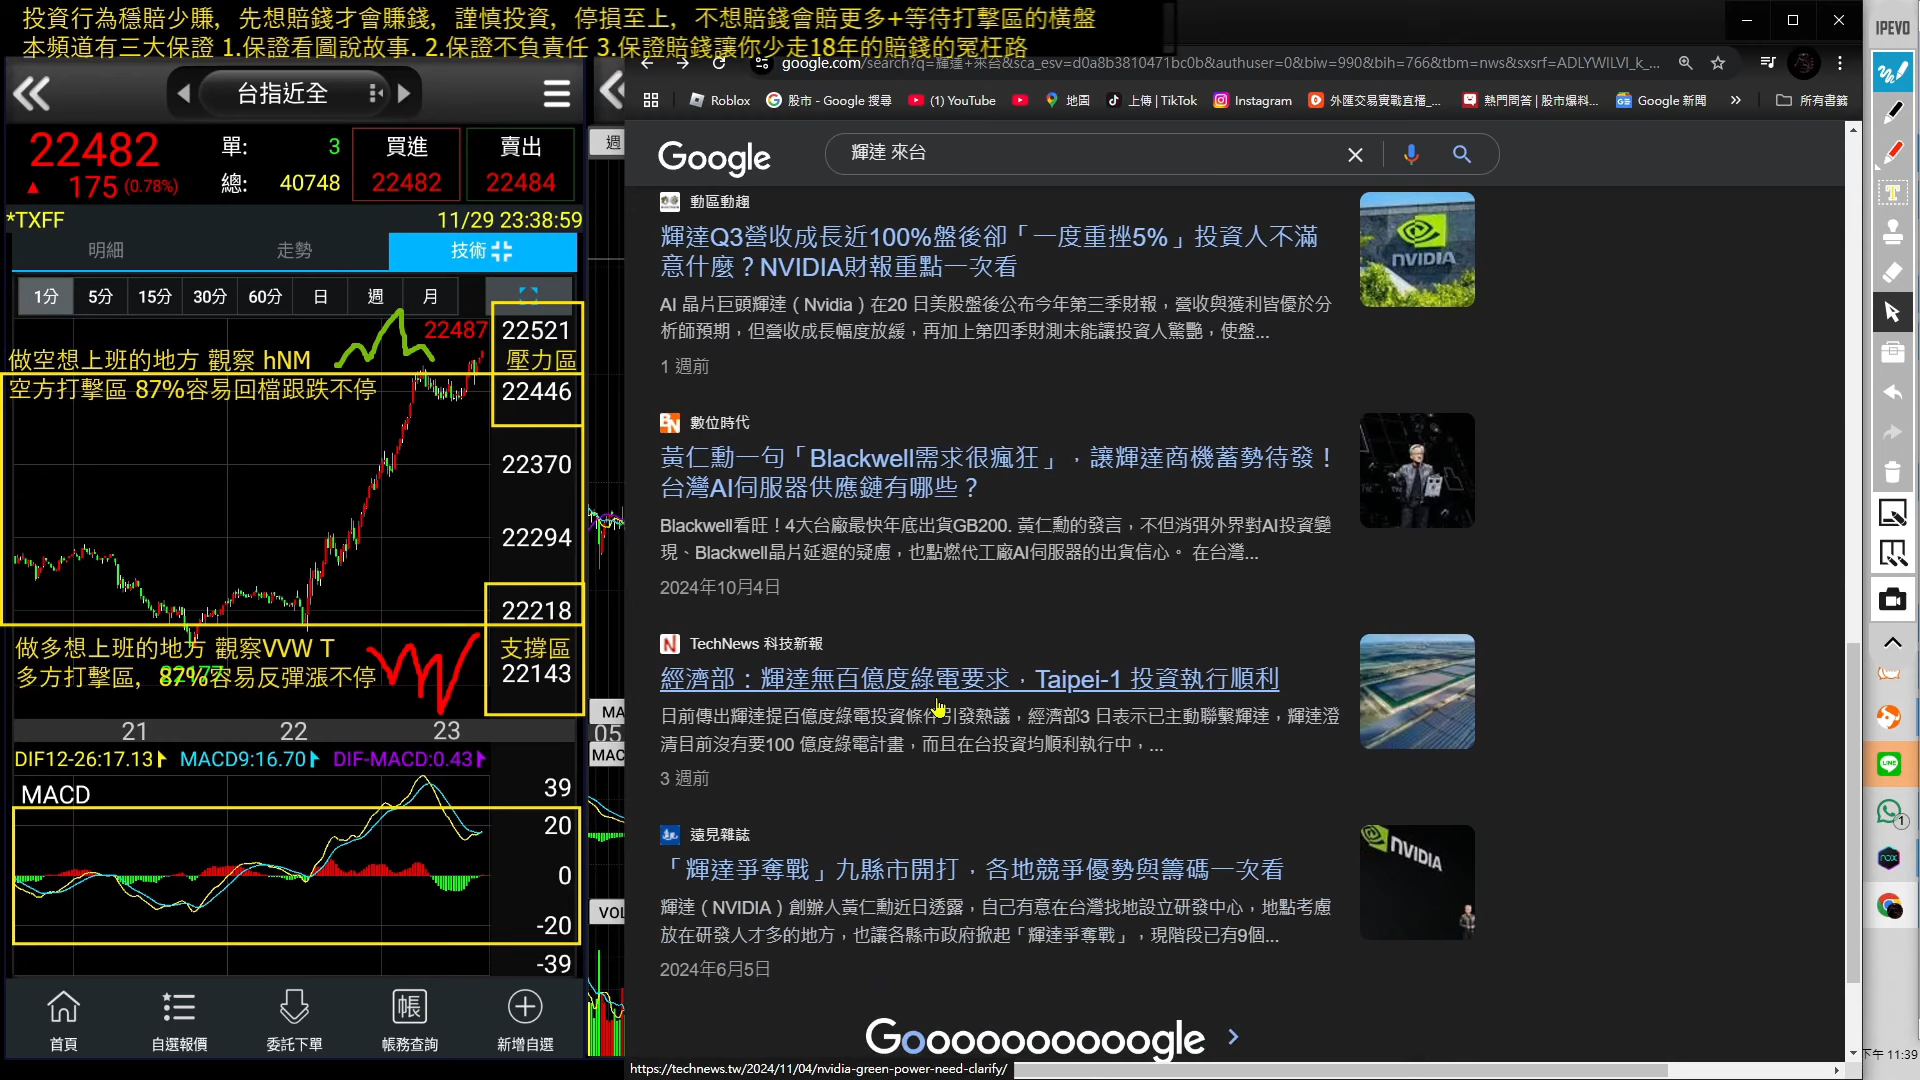 投资行為穩賠少賺, 先想賠錢才會賺錢, 謹慎投資, 停損至上, 不想賠錢會賠更多+等待打擊區的橫盤
本頻道有三大保證 1.保證看圖說故事. 2.保證不負責任 3.保證賠錢讓你少走18年的賠錢的冤枉路
台指近全
22482
▲ 175 (0.78%)
單: 3
總: 40748
買進
22482
賣出
22484
*TXFF
11/29 23:38:59
明細
走勢
技術
1分
5分
15分
30分
60分
日
週
月
22487
22521
壓力區
22446
22370
22294
22218
支撐區
22143
做空想上班的地方 觀察 hNM
空方打擊區 87%容易回檔跟跌不停
做多想上班的地方 觀察VVW T
多方打擊區, 87%容易反彈漲不停
22177
21
22
23
DIF12-26:17.13
MACD9:16.70
DIF-MACD:0.43
MACD
39
20
0
-20
-39
首頁
自選報價
委託下單
帳
帳務查詢
新增自選
週
MA
05
MAC
VOL
google.com/search?q=輝達+來台&sca_esv=d0a8b3810471bc0b&authuser=0&biw=990&bih=766&tbm=nws&sxsrf=ADLYWILVI_k_...
Roblox
股市 - Google 搜尋
(1) YouTube
地圖
上傳 | TikTok
Instagram
外匯交易實戰直播_...
熱門問答 | 股市爆料...
Google 新聞
»
所有書籤
Google
輝達 來台
動區動趨
輝達Q3營收成長近100%盤後卻「一度重挫5%」投資人不滿
意什麼？NVIDIA財報重點一次看
AI 晶片巨頭輝達（Nvidia）在20 日美股盤後公布今年第三季財報，營收與獲利皆優於分
析師預期，但營收成長幅度放緩，再加上第四季財測未能讓投資人驚艷，使盤...
1 週前
NVIDIA
數位時代
黃仁勳一句「Blackwell需求很瘋狂」，讓輝達商機蓄勢待發！
台灣AI伺服器供應鏈有哪些？
Blackwell看旺！4大台廠最快年底出貨GB200. 黃仁勳的發言，不但消弭外界對AI投資變
現、Blackwell晶片延遲的疑慮，也點燃代工廠AI伺服器的出貨信心。 在台灣...
2024年10月4日
TechNews 科技新報
經濟部：輝達無百億度綠電要求，Taipei-1 投資執行順利
日前傳出輝達提百億度綠電投資條件引發熱議，經濟部3 日表示已主動聯繫輝達，輝達澄
清目前沒有要100 億度綠電計畫，而且在台投資均順利執行中，...
3 週前
遠見雜誌
「輝達爭奪戰」九縣市開打，各地競爭優勢與籌碼一次看
輝達（NVIDIA）創辦人黃仁勳近日透露，自己有意在台灣找地設立研發中心，地點考慮
放在研發人才多的地方，也讓各縣市政府掀起「輝達爭奪戰」，現階段已有9個...
2024年6月5日
NVIDIA
Goooooooooogle
https://technews.tw/2024/11/04/nvidia-green-power-need-clarify/
IPEVO
T
LINE
1
nox
下午 11:39